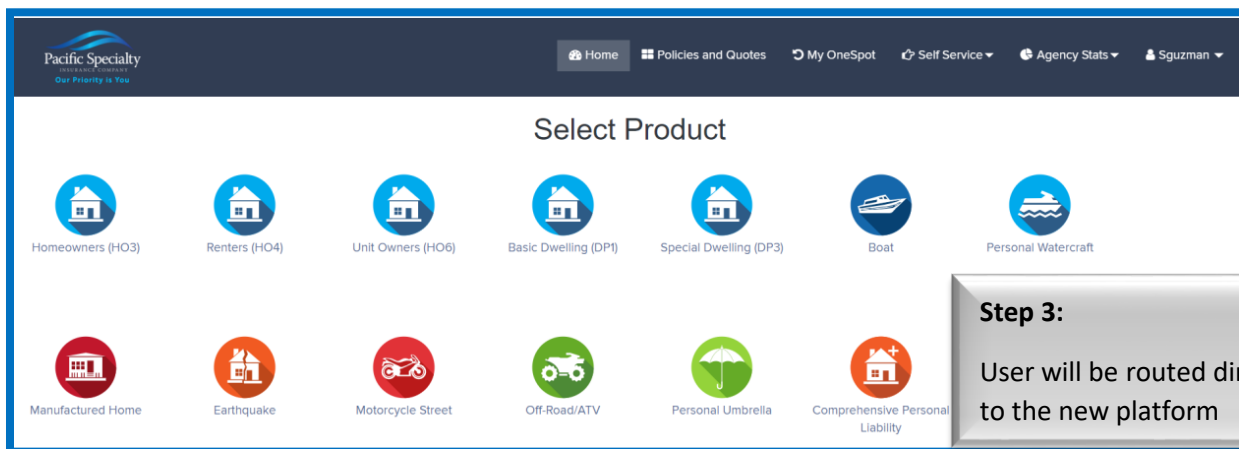 Pacific Specialty
INSURANCE COMPANY
Our Priority is You
Home Policies and Quotes My OneSpot Self Service Agency Stats Sguzman
Select Product
Homeowners (HO3) Renters (HO4) Unit Owners (HO6) Basic Dwelling (DP1) Special Dwelling (DP3) Boat Personal Watercraft
Step 3:
User will be routed
to the new platform
Manufactured Home Earthquake Motorcycle Street Off-Road/ATV Personal Umbrella Comprehensive Personal
Liability